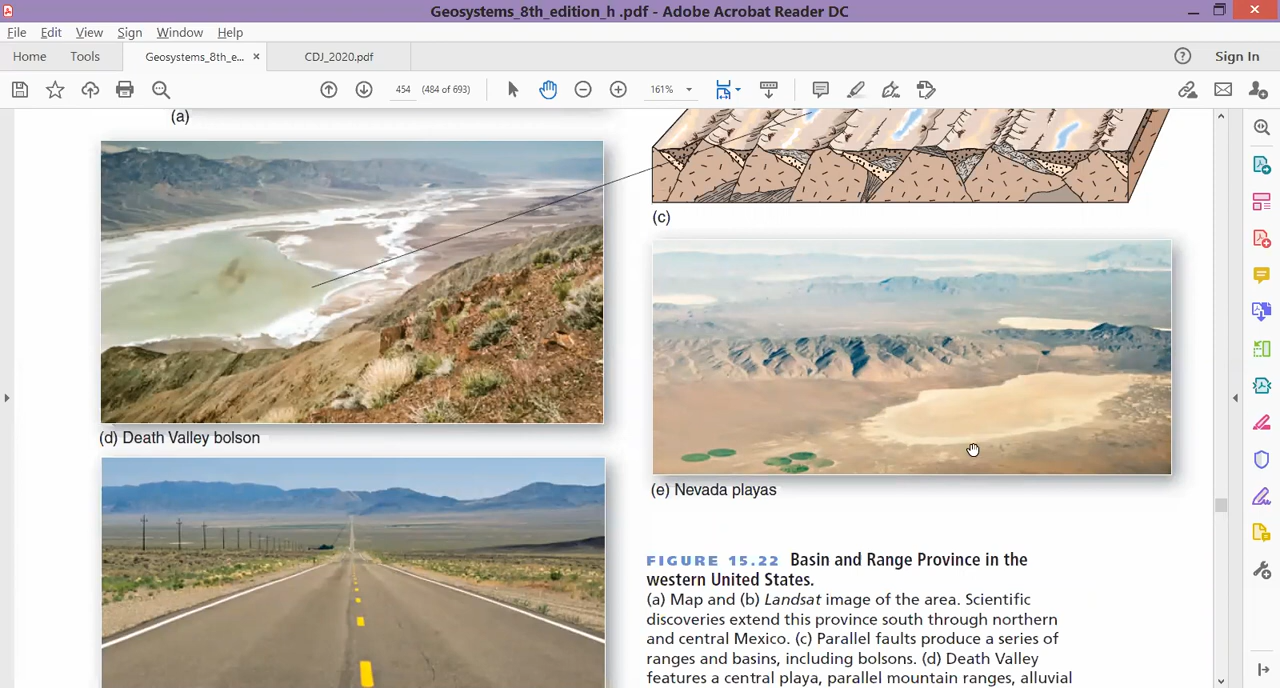 Geosystems_8th_edition_h .pdf - Adobe Acrobat Reader DC
File Edit View Sign Window Help
Home Tools Geosystems_8th_e... × CDJ_2020.pdf Sign In
454 (484 of 693) 161%
(a)
(c)
(d) Death Valley bolson
(e) Nevada playas
FIGURE 15.22 Basin and Range Province in the
western United States.
(a) Map and (b) Landsat image of the area. Scientific
discoveries extend this province south through northern
and central Mexico. (c) Parallel faults produce a series of
ranges and basins, including bolsons. (d) Death Valley
features a central playa, parallel mountain ranges, alluvial